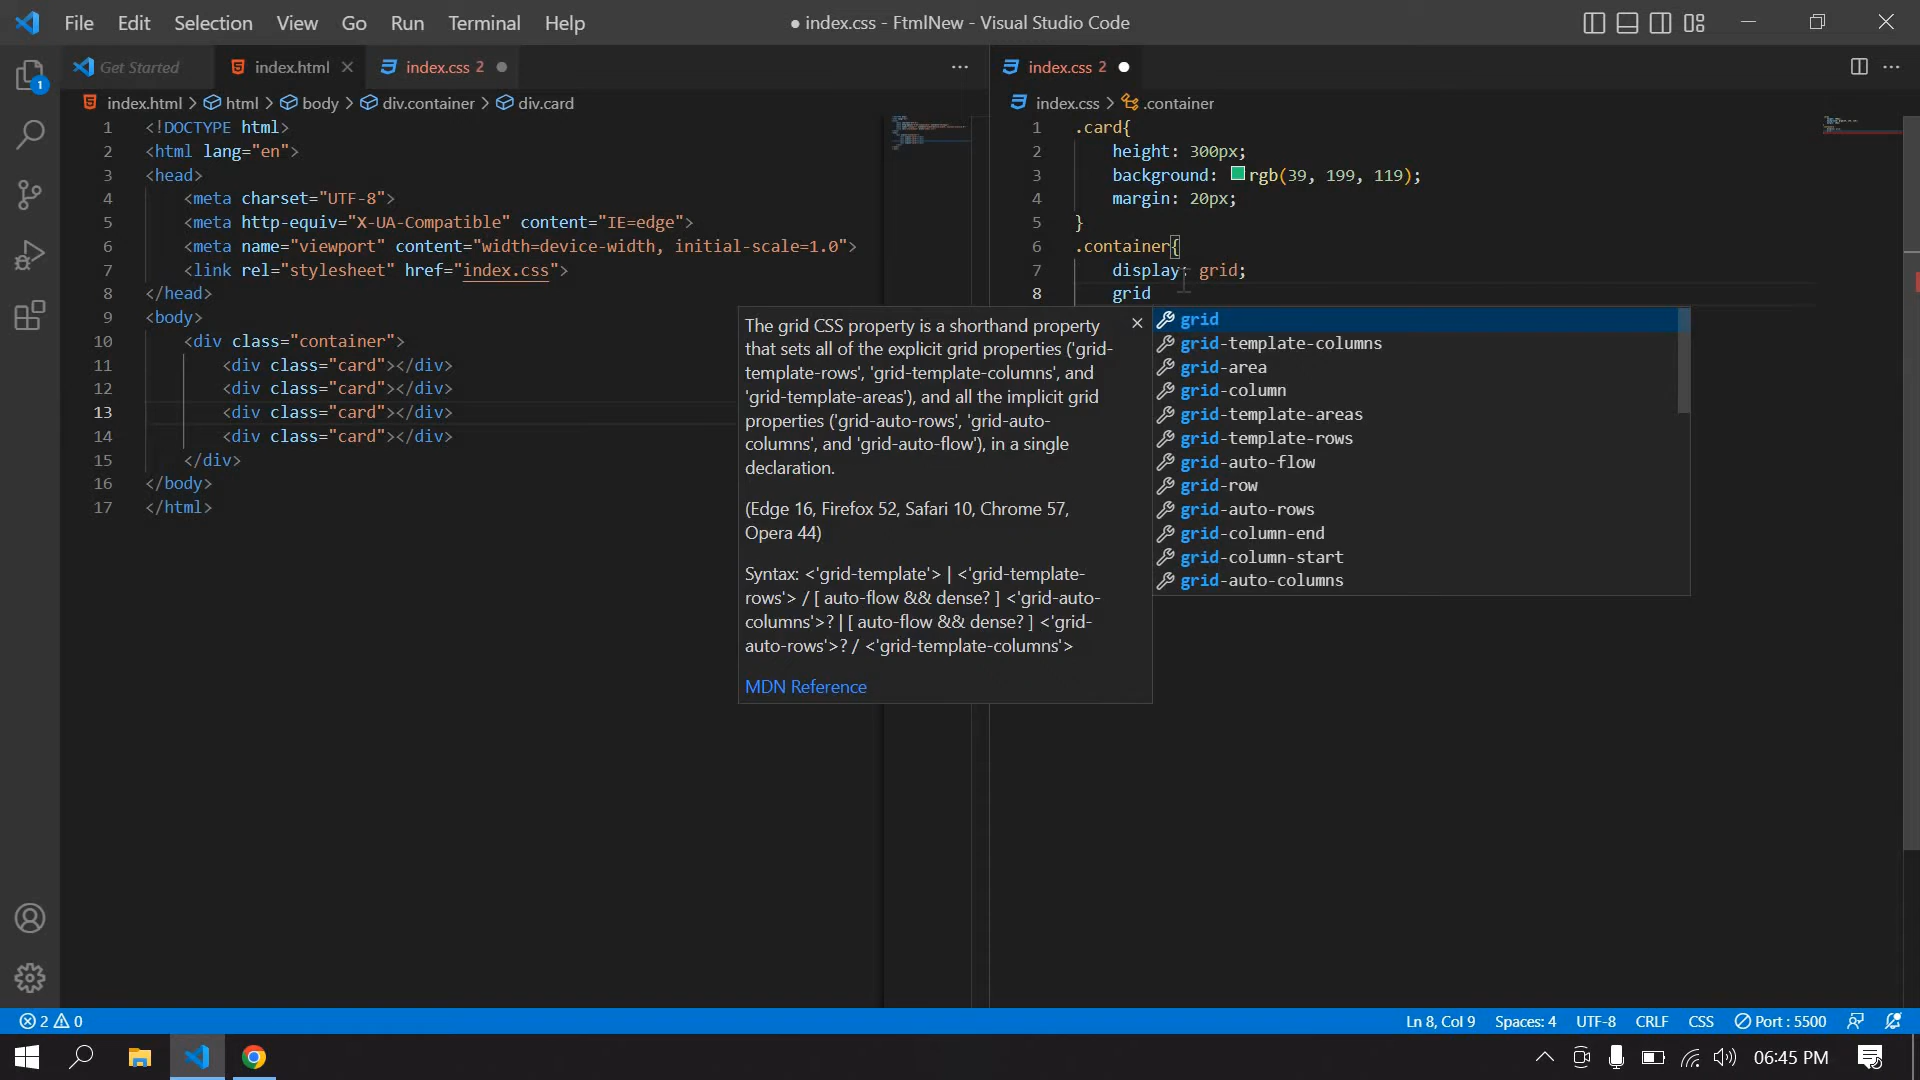 File Edit Selection View Go Run Terminal Help
● index.css - FtmlNew - Visual Studio Code
1
Get Started
index.html
index.css 2
index.html > html > body > div.container > div.card
1 <!DOCTYPE html>
2 <html lang="en">
3 <head>
4 <meta charset="UTF-8">
5 <meta http-equiv="X-UA-Compatible" content="IE=edge">
6 <meta name="viewport" content="width=device-width, initial-scale=1.0">
7 <link rel="stylesheet" href="index.css">
8 </head>
9 <body>
10 <div class="container">
11 <div class="card"></div>
12 <div class="card"></div>
13 <div class="card"></div>
14 <div class="card"></div>
15 </div>
16 </body>
17 </html>
index.css 2
index.css > .container
1 .card{
2 height: 300px;
3 background: rgb(39, 199, 119);
4 margin: 20px;
5 }
6 .container{
7 display: grid;
8 grid
The grid CSS property is a shorthand property
that sets all of the explicit grid properties ('grid-
template-rows', 'grid-template-columns', and
'grid-template-areas'), and all the implicit grid
properties ('grid-auto-rows', 'grid-auto-
columns', and 'grid-auto-flow'), in a single
declaration.
(Edge 16, Firefox 52, Safari 10, Chrome 57,
Opera 44)
Syntax: <'grid-template'> | <'grid-template-
rows'> / [ auto-flow && dense? ] <'grid-auto-
columns'>? | [ auto-flow && dense? ] <'grid-
auto-rows'>? / <'grid-template-columns'>
MDN Reference
grid
grid-template-columns
grid-area
grid-column
grid-template-areas
grid-template-rows
grid-auto-flow
grid-row
grid-auto-rows
grid-column-end
grid-column-start
grid-auto-columns
2 0
Ln 8, Col 9 Spaces: 4 UTF-8 CRLF CSS Port : 5500
06:45 PM